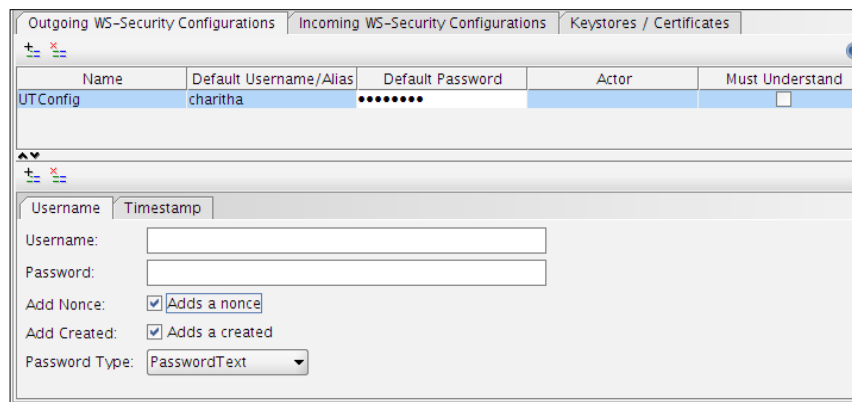 Outgoing WS-Security Configurations Incoming WS-Security Configurations Keystores / Certificates
Name Default Username/Alias Default Password Actor Must Understand
UTConfig charitha ••••••••
Username Timestamp
Username:
Password:
Add Nonce: Adds a nonce
Add Created: Adds a created
Password Type: PasswordText